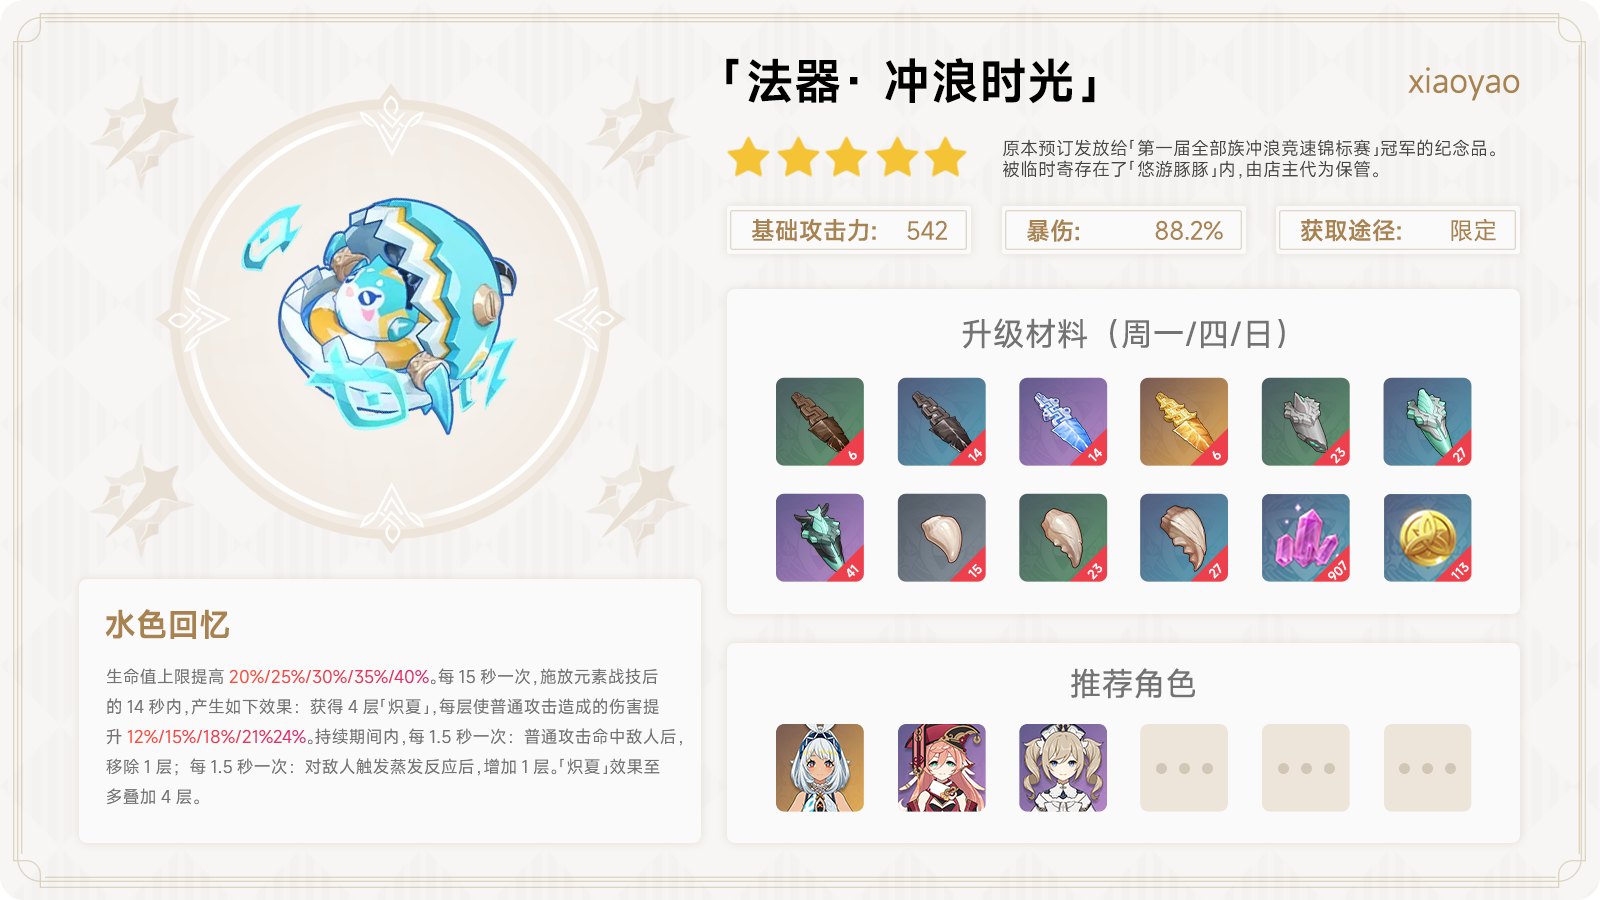 「法器· 冲浪时光」
xiaoyao
原本预订发放给「第一届全部族冲浪竞速锦标赛」冠军的纪念品。
被临时寄存在了「悠游豚豚」内,由店主代为保管。
基础攻击力: 542
暴伤: 88.2%
获取途径: 限定
升级材料（周一/四/日）
6
14
14
6
23
27
41
15
23
27
907
113
水色回忆
生命值上限提高 20%/25%/30%/35%/40%。每 15 秒一次,施放元素战技后
的 14 秒内,产生如下效果：获得 4 层「炽夏」,每层使普通攻击造成的伤害提
升 12%/15%/18%/21%24%。持续期间内,每 1.5 秒一次：普通攻击命中敌人后,
移除 1 层；每 1.5 秒一次：对敌人触发蒸发反应后,增加 1 层。「炽夏」效果至
多叠加 4 层。
推荐角色